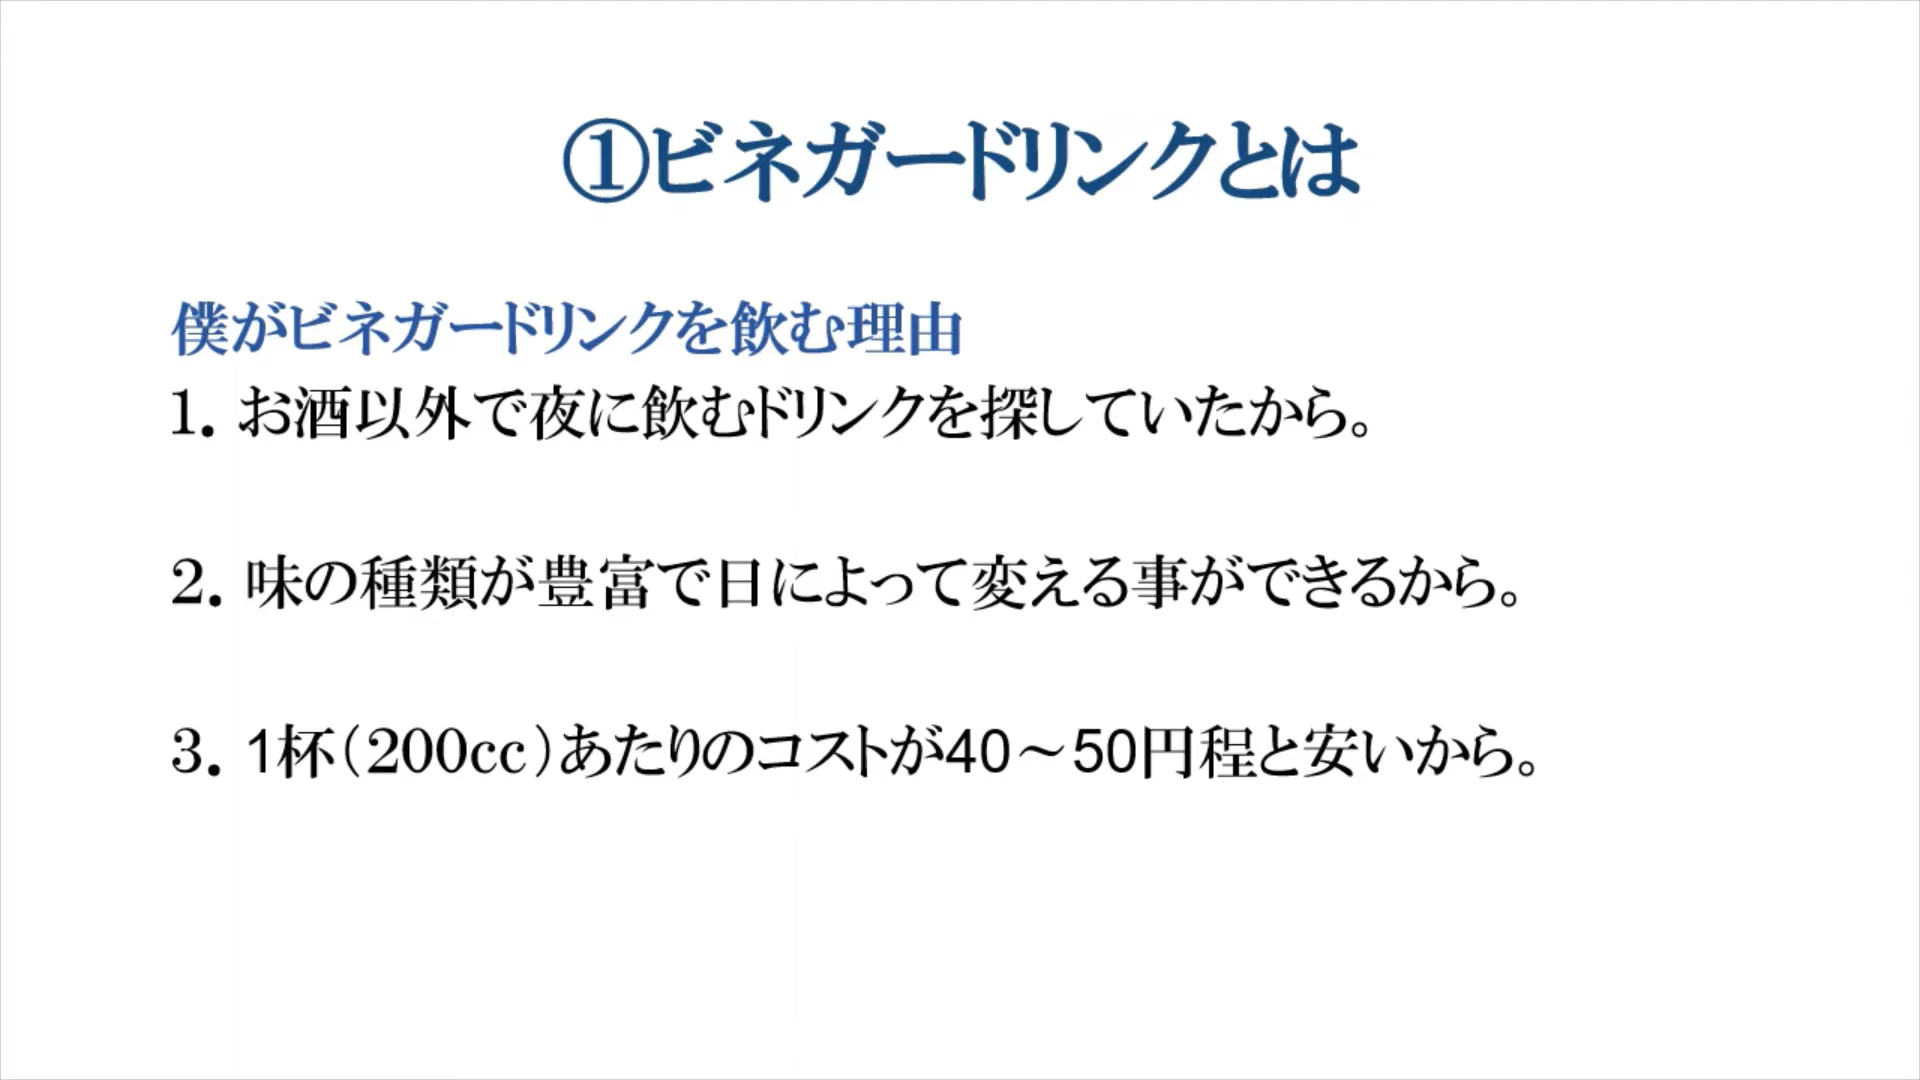 ①ビネガードリンクとは
僕がビネガードリンクを飲む理由
1. お酒以外で夜に飲むドリンクを探していたから。
2. 味の種類が豊富で日によって変える事ができるから。
3. 1杯（200cc）あたりのコストが40～50円程と安いから。